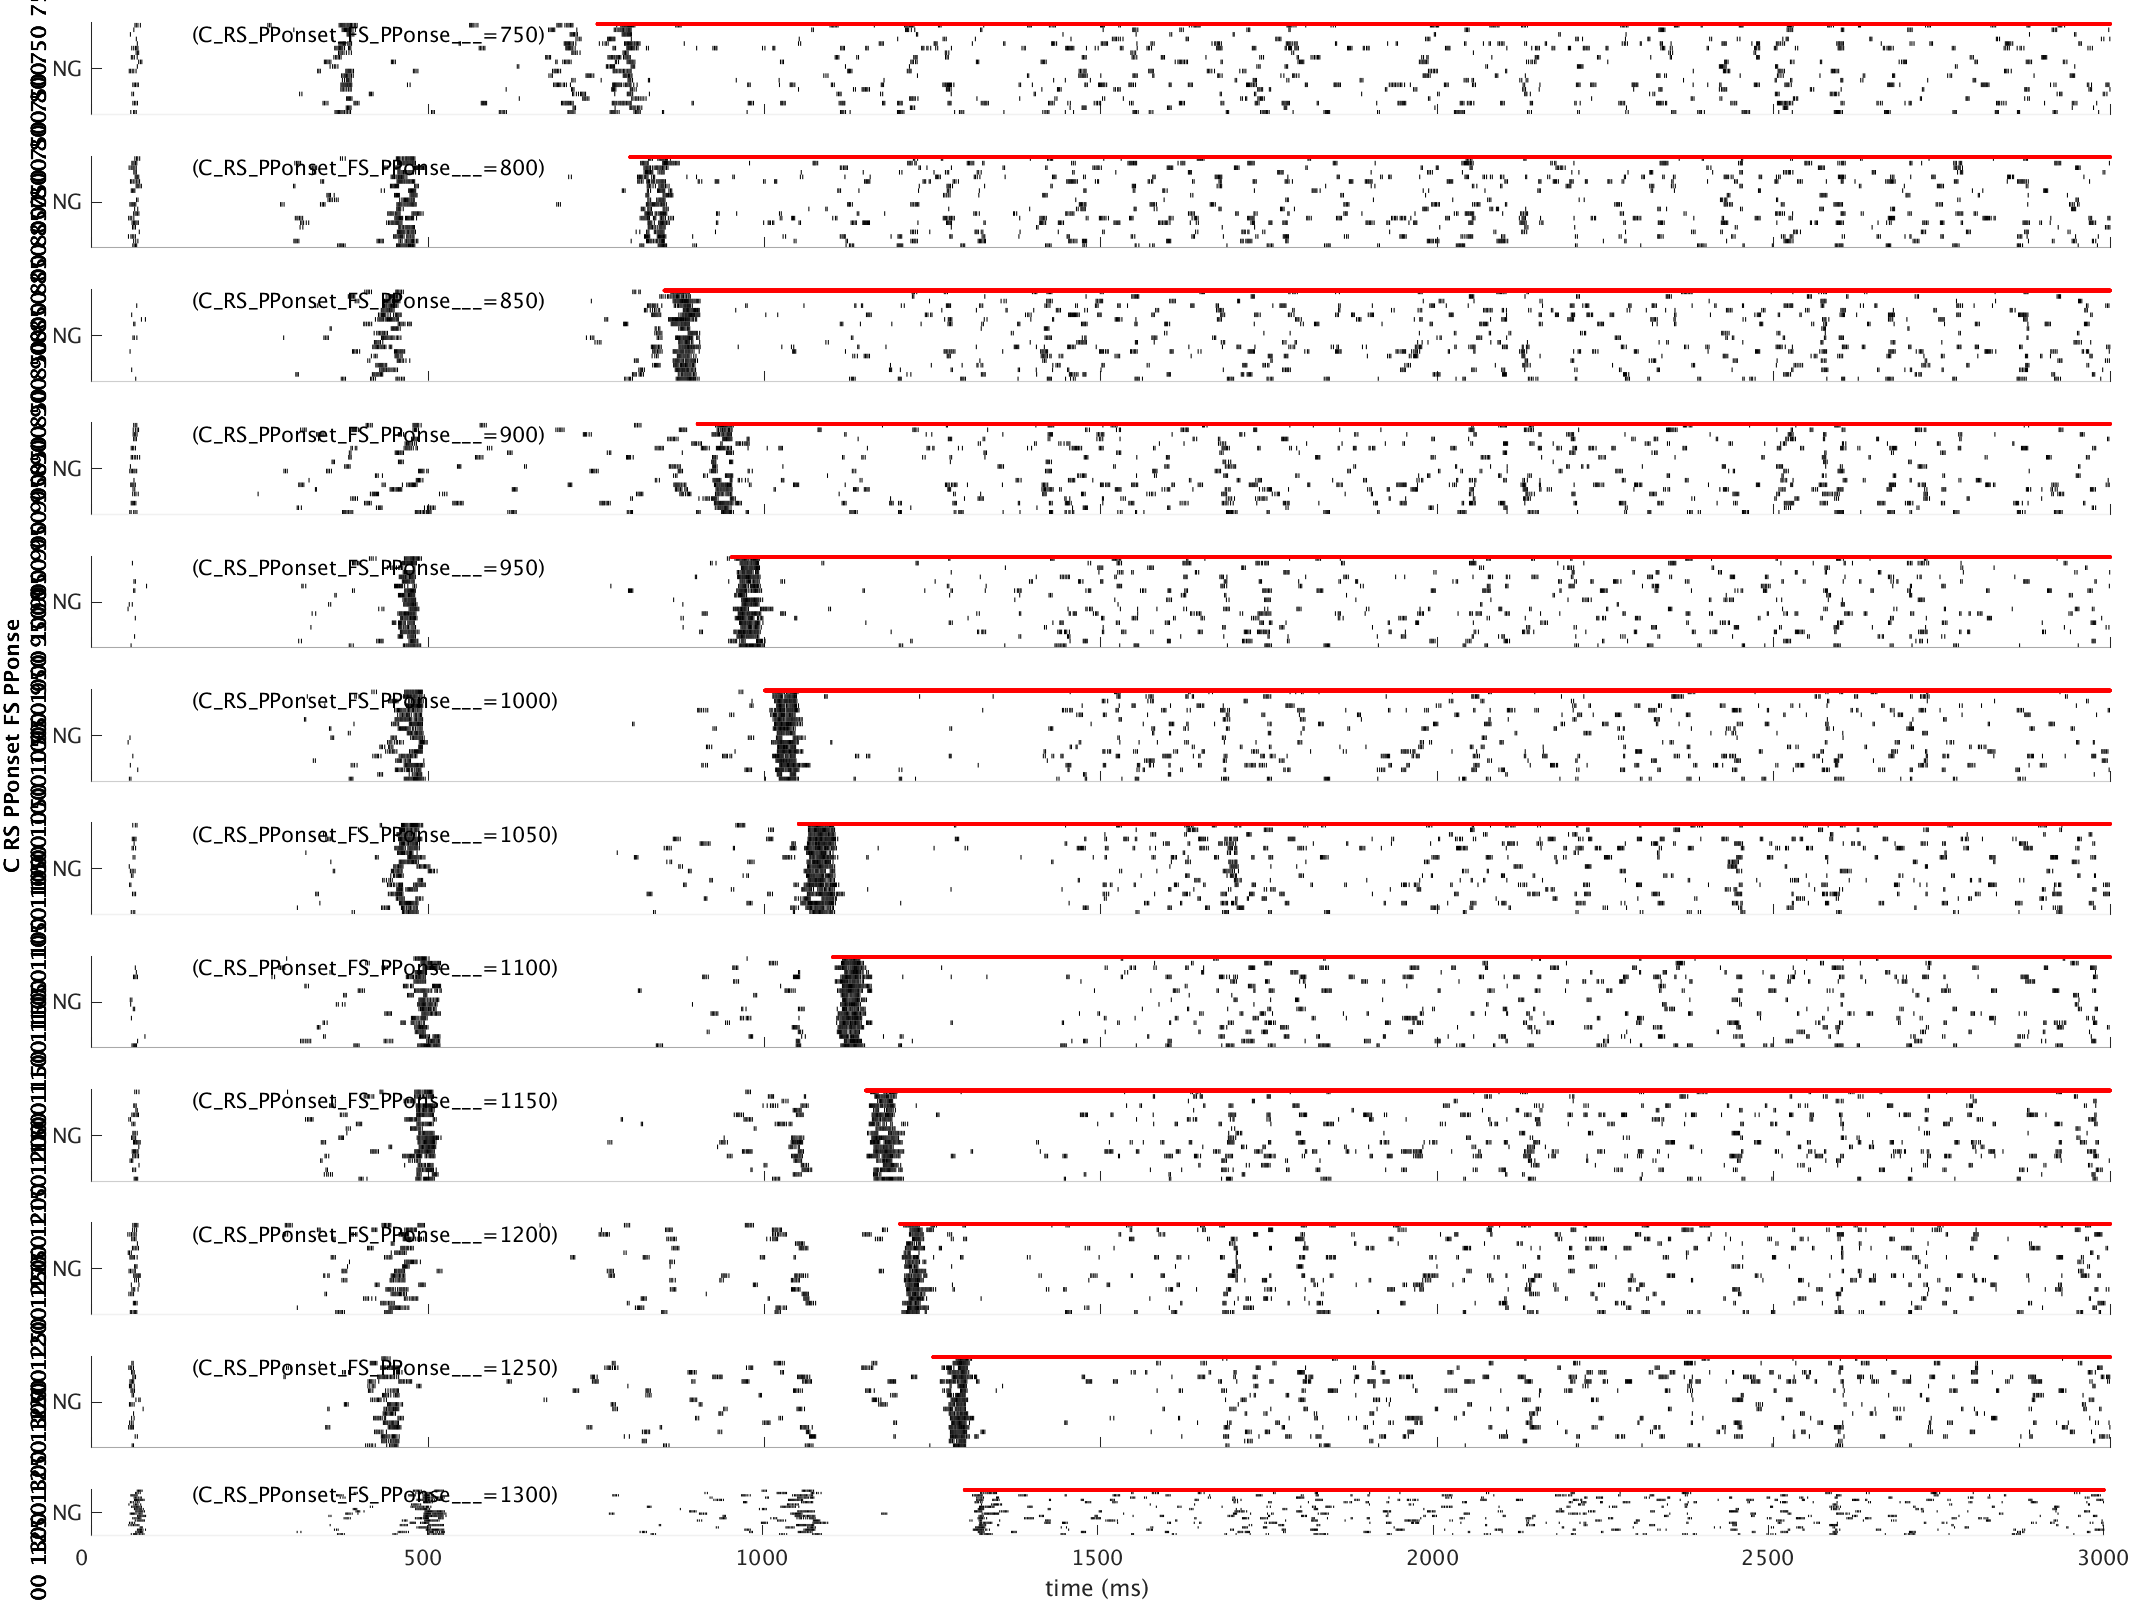 (C_RS_PPonset_FS_PPonse___=750)
NG
(C_RS_PPonset_FS_PPonse___=800)
NG
(C_RS_PPonset_FS_PPonse___=850)
NG
(C_RS_PPonset_FS_PPonse___=900)
NG
(C_RS_PPonset_FS_PPonse___=950)
NG
(C_RS_PPonset_FS_PPonse___=1000)
NG
(C_RS_PPonset_FS_PPonse___=1050)
NG
(C_RS_PPonset_FS_PPonse___=1100)
NG
(C_RS_PPonset_FS_PPonse___=1150)
NG
(C_RS_PPonset_FS_PPonse___=1200)
NG
(C_RS_PPonset_FS_PPonse___=1250)
NG
(C_RS_PPonset_FS_PPonse___=1300)
NG
C RS PPonset FS PPonse
0 500 1000 1500 2000 2500 3000
time (ms)